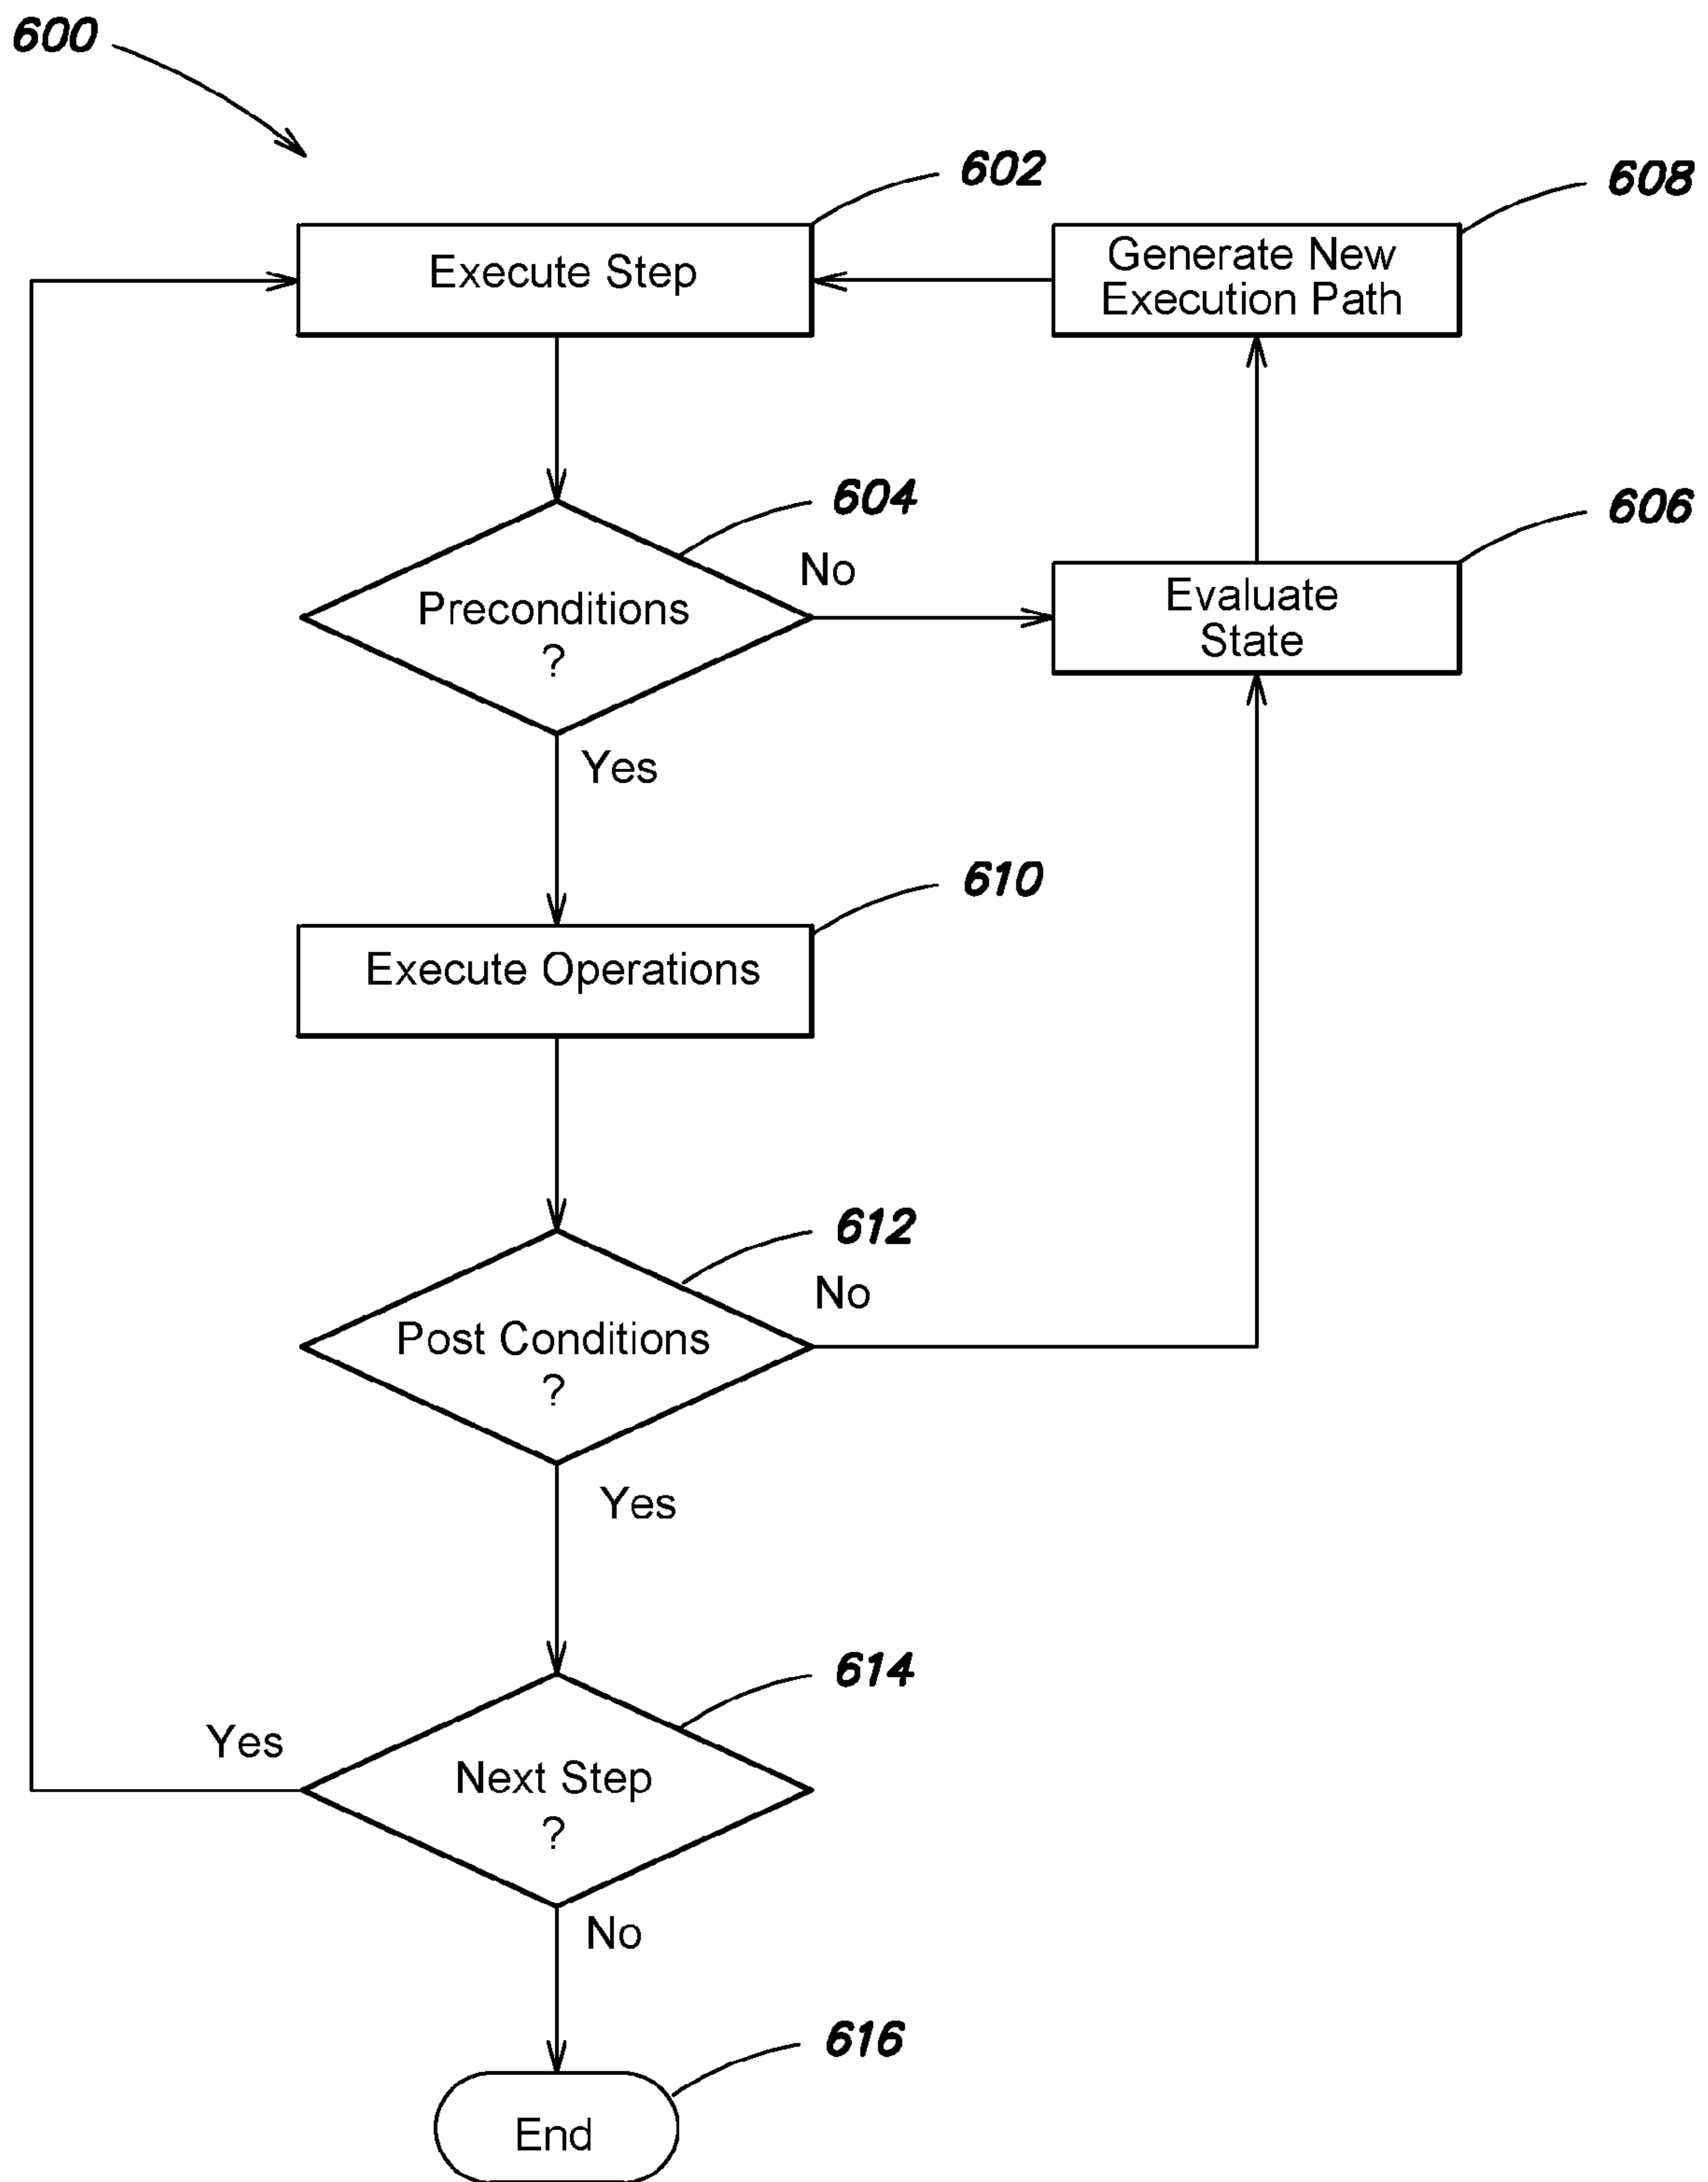 600
602
608
Execute Step
Generate New
Execution Path
604
606
No
Preconditions
?
Evaluate
State
Yes
610
Execute Operations
612
No
Post Conditions
?
Yes
614
Yes
Next Step
?
No
616
End